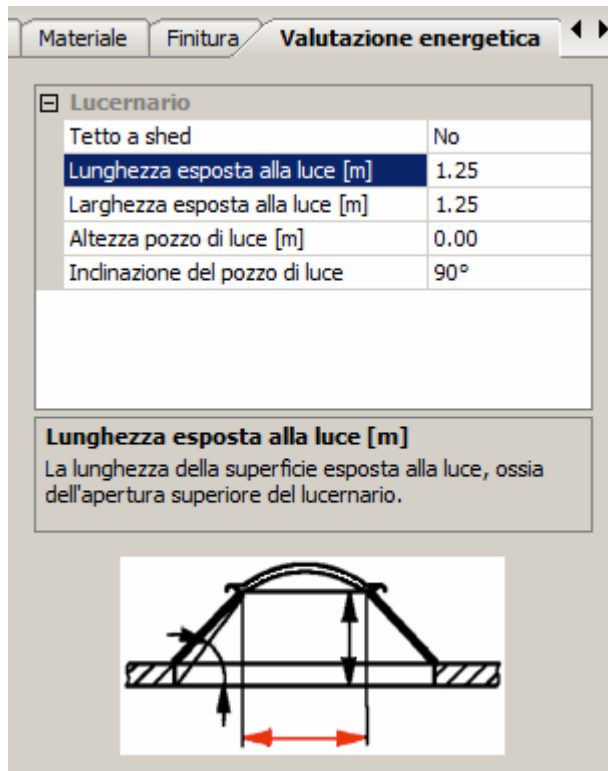 Materiale Finitura Valutazione energetica
Lucernario
Tetto a shed No
Lunghezza esposta alla luce [m] 1.25
Larghezza esposta alla luce [m] 1.25
Altezza pozzo di luce [m] 0.00
Inclinazione del pozzo di luce 90°
Lunghezza esposta alla luce [m]
La lunghezza della superficie esposta alla luce, ossia
dell'apertura superiore del lucernario.